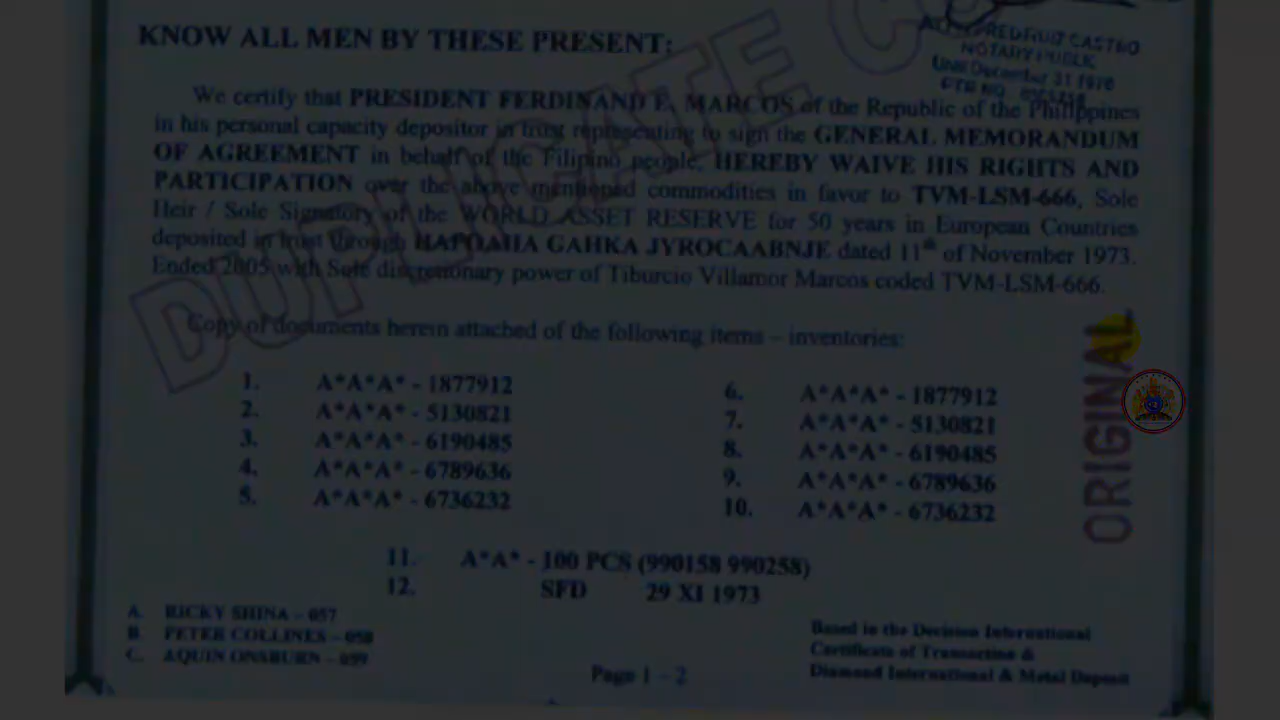 KNOW ALL MEN BY THESE PRESENT:
NOTARY PUBLIC
Until December 31 1976
We certify that PRESIDENT FERDINAND E. MARCOS of the Republic of the Philippines
in his personal capacity depositor in trust representing to sign the GENERAL MEMORANDUM
OF AGREEMENT in behalf of the Filipino people, HEREBY WAIVE HIS RIGHTS AND
PARTICIPATION over the above mentioned commodities in favor to TVM-LSM-666, Sole
Heir / Sole Signatory of the WORLD ASSET RESERVE for 50 years in European Countries
deposited in trust through GAHKA JYROCAABNJE dated 11th of November 1973.
Ended 2005 with Sole discretionary power of Tiburcio Villamor Marcos coded TVM-LSM-666.
DUPLICATE
Copy of documents herein attached of the following items – inventories:
1. A*A*A* - 1877912
2. A*A*A* - 5130821
3. A*A*A* - 6190485
4. A*A*A* - 6789636
5. A*A*A* - 6736232
6. A*A*A* - 1877912
7. A*A*A* - 5130821
8. A*A*A* - 6190485
9. A*A*A* - 6789636
10. A*A*A* - 6736232
ORIGINAL
11. A*A* - 100 PCS (990158 990258)
12. SFD 29 XI 1973
A. RICKY SHINA – 057
B. PETER COLLINES – 058
C. AQUIN ONSBURN – 059
Page 1 – 2
Based in the Decision International
Certificate of Transaction &
Diamond International & Metal Deposit